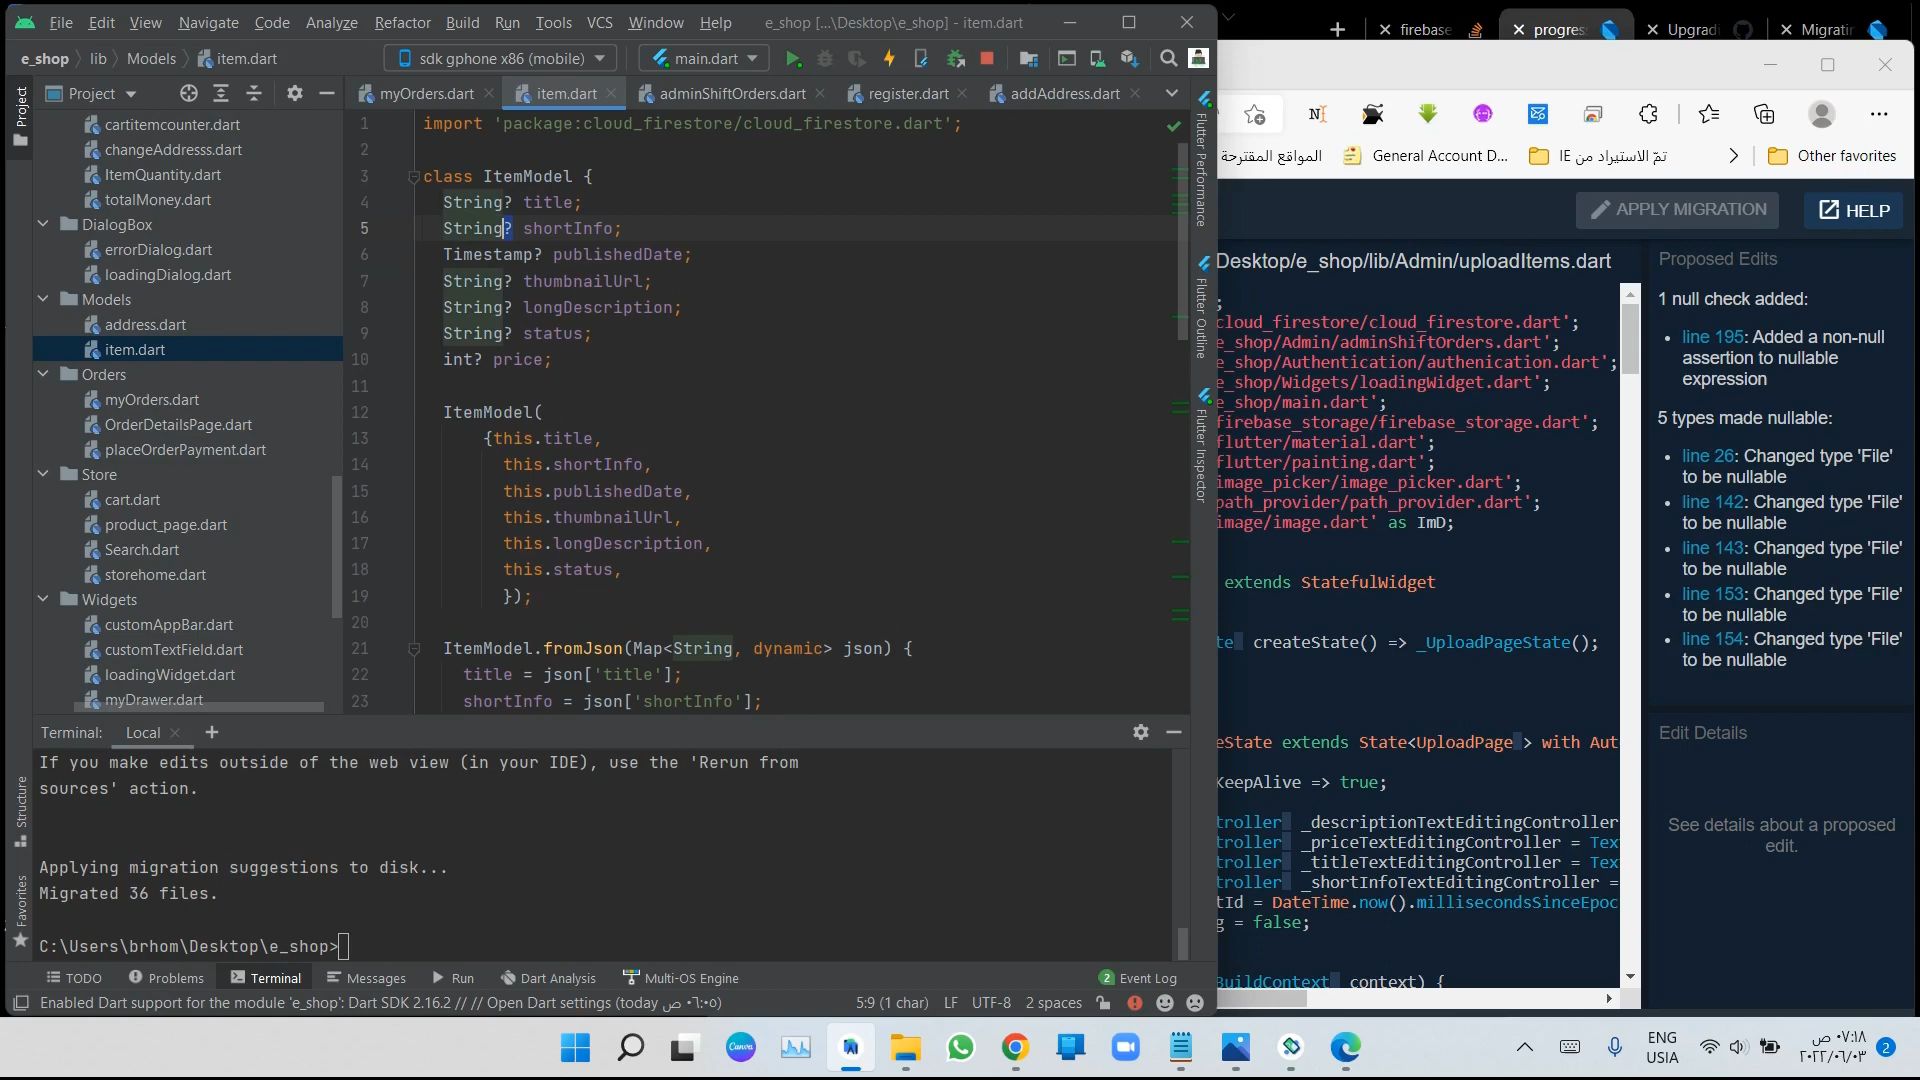 File Edit View Navigate Code Analyze Refactor Build Run Tools VCS Window Help e_shop [...\Desktop\e_shop] - item.dart
e_shop lib Models item.dart sdk gphone x86 (mobile) main.dart
Project
myOrders.dart item.dart adminShiftOrders.dart register.dart addAddress.dart
Project
cartitemcounter.dart
changeAddresss.dart
ItemQuantity.dart
totalMoney.dart
DialogBox
errorDialog.dart
loadingDialog.dart
Models
address.dart
item.dart
Orders
myOrders.dart
OrderDetailsPage.dart
placeOrderPayment.dart
Store
cart.dart
product_page.dart
Search.dart
storehome.dart
Widgets
customAppBar.dart
customTextField.dart
loadingWidget.dart
myDrawer.dart
1 import 'package:cloud_firestore/cloud_firestore.dart';
2
3 class ItemModel {
4 String? title;
5 String? shortInfo;
6 Timestamp? publishedDate;
7 String? thumbnailUrl;
8 String? longDescription;
9 String? status;
10 int? price;
11
12 ItemModel(
13 {this.title,
14 this.shortInfo,
15 this.publishedDate,
16 this.thumbnailUrl,
17 this.longDescription,
18 this.status,
19 });
20
21 ItemModel.fromJson(Map<String, dynamic> json) {
22 title = json['title'];
23 shortInfo = json['shortInfo'];
Flutter Performance
Flutter Outline
Flutter Inspector
Structure
Favorites
Terminal: Local
If you make edits outside of the web view (in your IDE), use the 'Rerun from
sources' action.
Applying migration suggestions to disk...
Migrated 36 files.
C:\Users\brhom\Desktop\e_shop>
TODO Problems Terminal Messages Run Dart Analysis Multi-OS Engine 2 Event Log
Enabled Dart support for the module 'e_shop': Dart SDK 2.16.2 // // Open Dart settings (today ٠٦:٠٥ ص) 5:9 (1 char) LF UTF-8 2 spaces
firebase progres Upgradi Migratin
المواقع المقترحة General Account D... تمّ الاستيراد من IE Other favorites
APPLY MIGRATION HELP
Desktop/e_shop/lib/Admin/uploadItems.dart
;
cloud_firestore/cloud_firestore.dart';
e_shop/Admin/adminShiftOrders.dart';
e_shop/Authentication/authenication.dart';
e_shop/Widgets/loadingWidget.dart';
e_shop/main.dart';
firebase_storage/firebase_storage.dart';
flutter/material.dart';
flutter/painting.dart';
image_picker/image_picker.dart';
path_provider/path_provider.dart';
image/image.dart' as ImD;
extends StatefulWidget
te createState() => _UploadPageState();
eState extends State<UploadPage > with Aut
KeepAlive => true;
troller _descriptionTextEditingController
troller _priceTextEditingController = Tex
troller _titleTextEditingController = Tex
troller _shortInfoTextEditingController =
tId = DateTime.now().millisecondsSinceEpoc
g = false;
BuildContext context) {
Proposed Edits
1 null check added:
line 195: Added a non-null
assertion to nullable
expression
5 types made nullable:
line 26: Changed type 'File'
to be nullable
line 142: Changed type 'File'
to be nullable
line 143: Changed type 'File'
to be nullable
line 153: Changed type 'File'
to be nullable
line 154: Changed type 'File'
to be nullable
Edit Details
See details about a proposed
edit.
Canva
ENG
USIA
٠٧:١٨ ص
٢٠٢٢/٠٦/٠٣
2